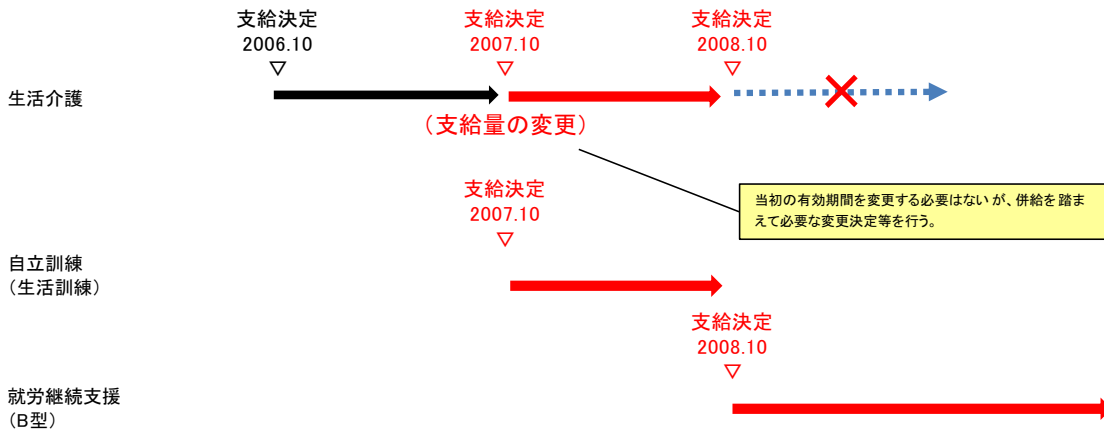 支給決定
2006.10
▽
支給決定
2007.10
▽
支給決定
2008.10
▽
生活介護
（支給量の変更）
当初の有効期間を変更する必要はないが、併給を踏ま
えて必要な変更決定等を行う。
支給決定
2007.10
▽
自立訓練
（生活訓練）
支給決定
2008.10
▽
就労継続支援
（B型）